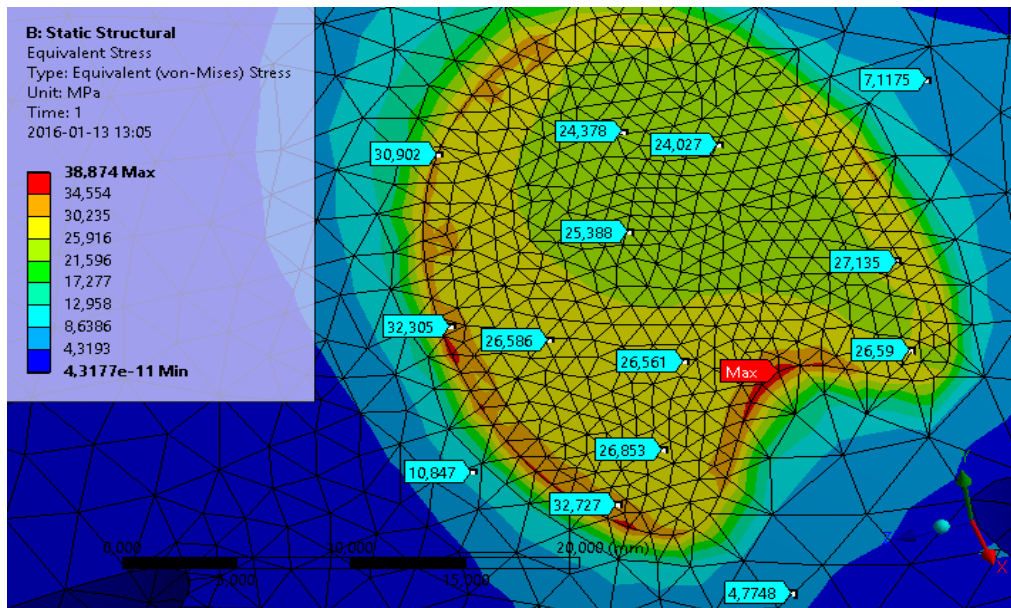 B: Static Structural
Equivalent Stress
Type: Equivalent (von-Mises) Stress
Unit: MPa
Time: 1
2016-01-13 13:05
38,874 Max
34,554
30,235
25,916
21,596
17,277
12,958
8,6386
4,3193
4,3177e-11 Min
7,1175
24,378
24,027
30,902
25,388
27,135
32,305
26,586
26,561
Max
26,59
26,853
10,847
32,727
4,7748
0,000
10,000
20,000 (mm)
5,000
15,000
Y
Z
X